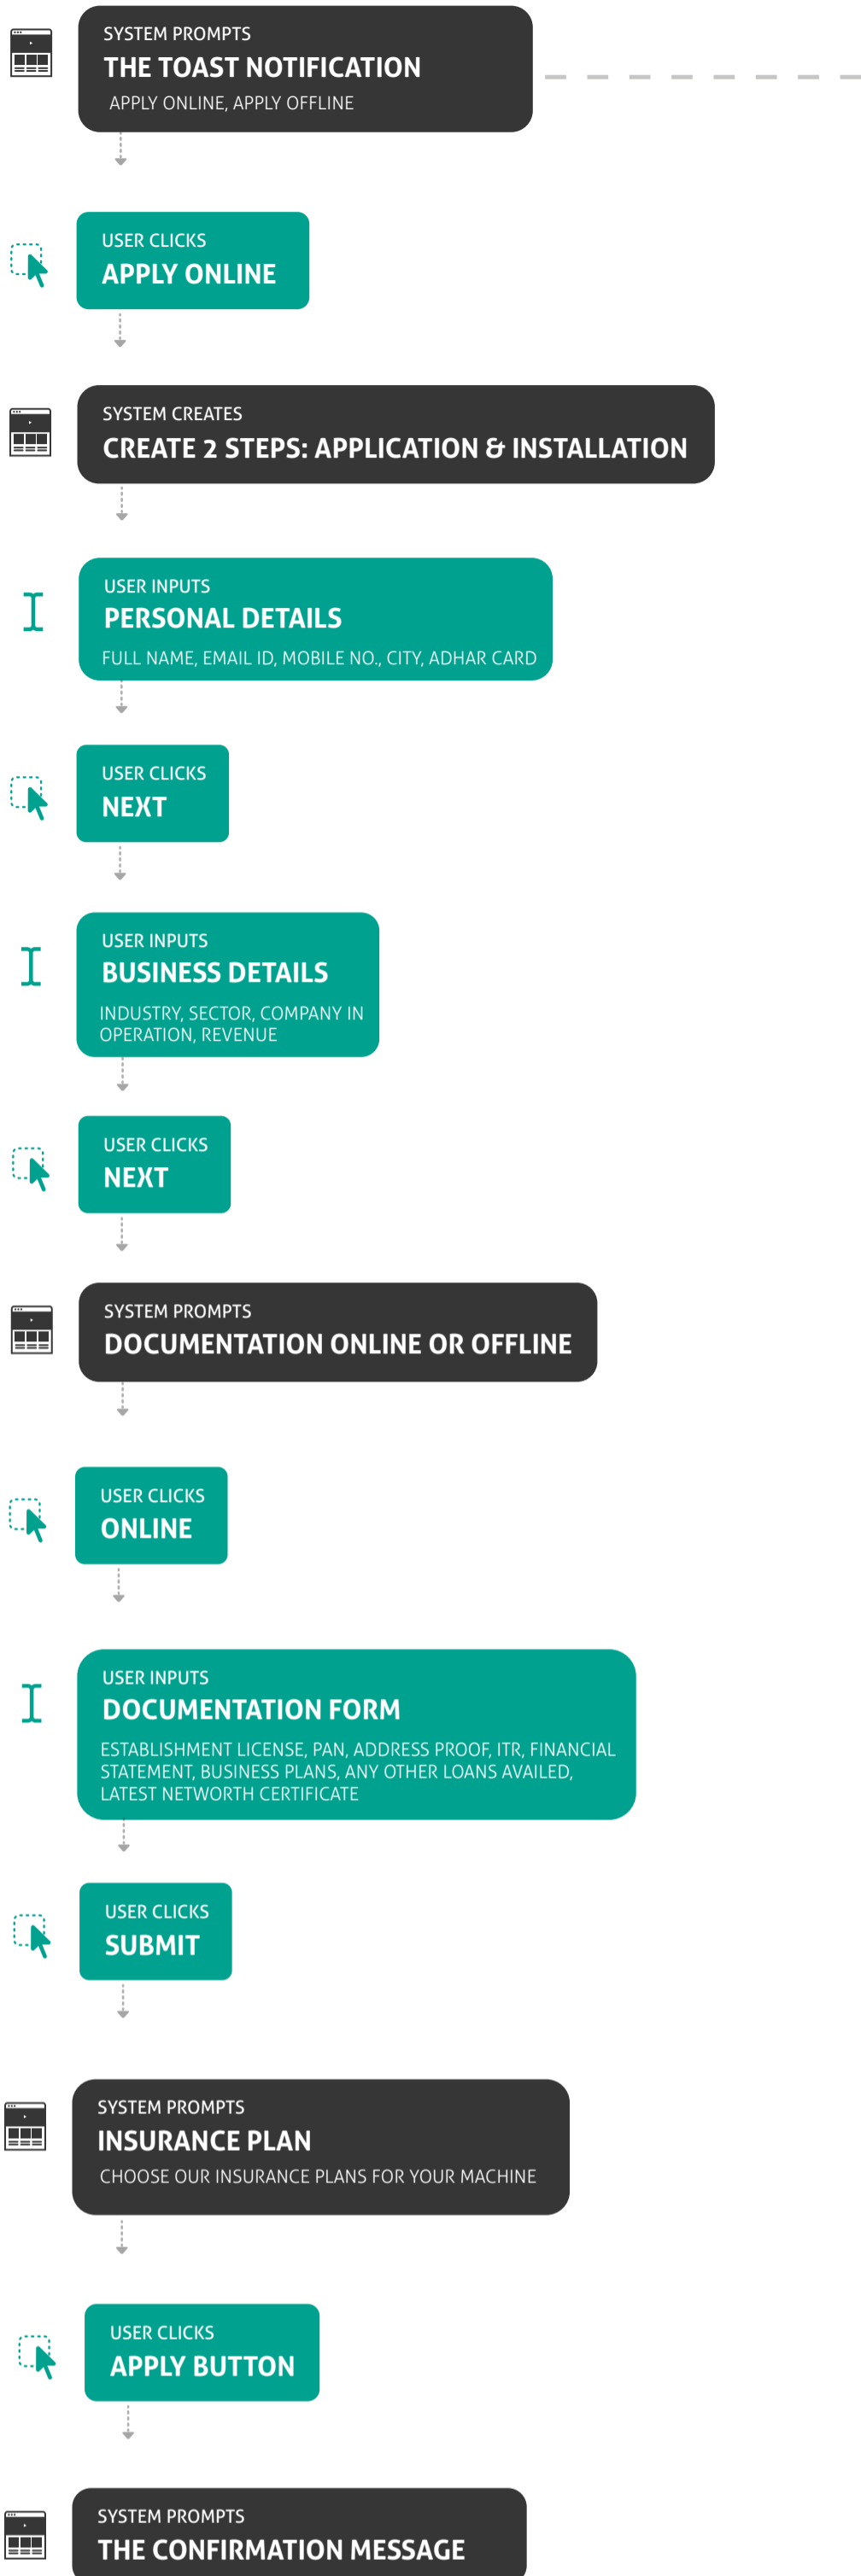 SYSTEM PROMPTS
THE TOAST NOTIFICATION
APPLY ONLINE, APPLY OFFLINE
USER CLICKS
APPLY ONLINE
SYSTEM CREATES
CREATE 2 STEPS: APPLICATION & INSTALLATION
USER INPUTS
PERSONAL DETAILS
FULL NAME, EMAIL ID, MOBILE NO., CITY, ADHAR CARD
USER CLICKS
NEXT
USER INPUTS
BUSINESS DETAILS
INDUSTRY, SECTOR, COMPANY IN
OPERATION, REVENUE
USER CLICKS
NEXT
SYSTEM PROMPTS
DOCUMENTATION ONLINE OR OFFLINE
USER CLICKS
ONLINE
USER INPUTS
DOCUMENTATION FORM
ESTABLISHMENT LICENSE, PAN, ADDRESS PROOF, ITR, FINANCIAL
STATEMENT, BUSINESS PLANS, ANY OTHER LOANS AVAILED,
LATEST NETWORTH CERTIFICATE
USER CLICKS
SUBMIT
SYSTEM PROMPTS
INSURANCE PLAN
CHOOSE OUR INSURANCE PLANS FOR YOUR MACHINE
USER CLICKS
APPLY BUTTON
SYSTEM PROMPTS
THE CONFIRMATION MESSAGE